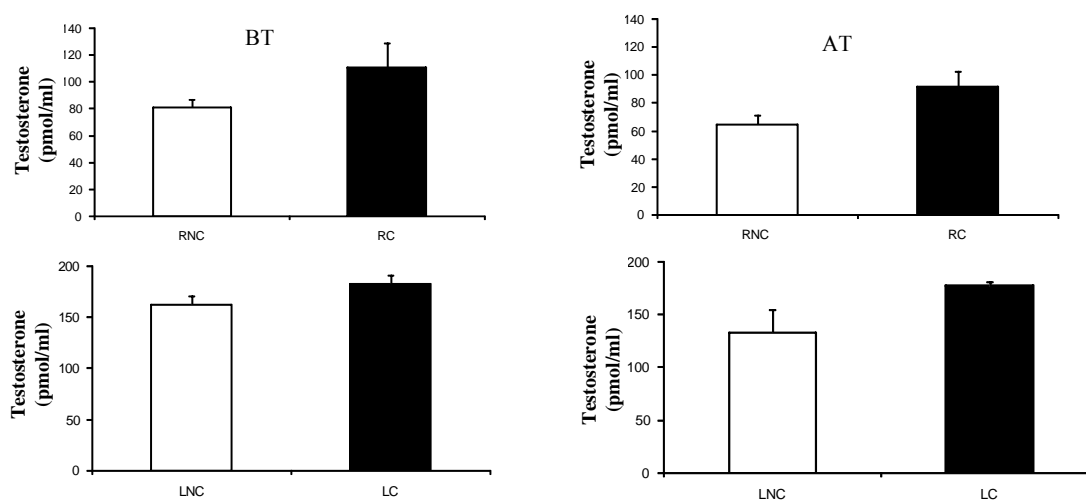 BT
Testosterone
(pmol/ml)
140
120
100
80
60
40
20
0
RNC RC
AT
Testosterone
(pmol/ml)
140
120
100
80
60
40
20
0
RNC RC
Testosterone
(pmol/ml)
200
150
100
50
0
LNC LC
Testosterone
(pmol/ml)
200
150
100
50
0
LNC LC